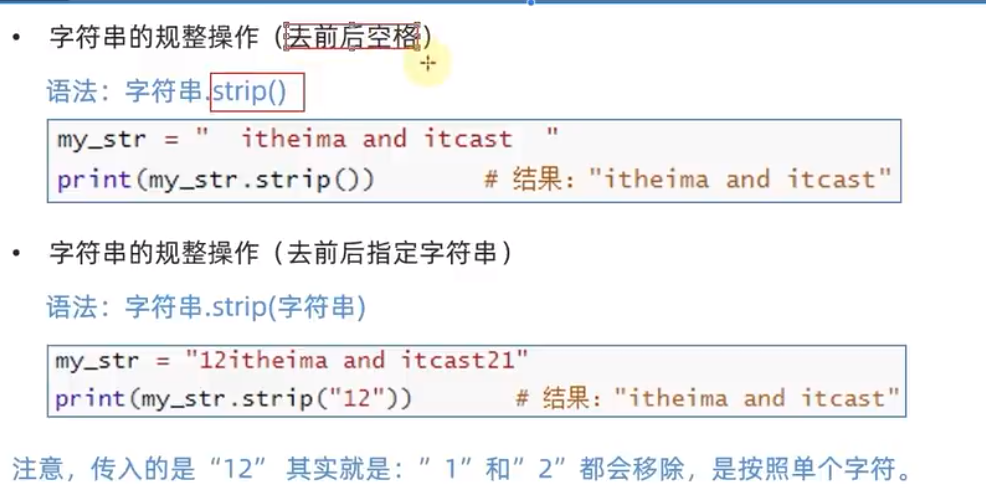 • 字符串的规整操作（去前后空格）
语法：字符串.strip()
my_str = "  itheima and itcast  "
print(my_str.strip())          # 结果："itheima and itcast"
• 字符串的规整操作（去前后指定字符串）
语法：字符串.strip(字符串)
my_str = "12itheima and itcast21"
print(my_str.strip("12"))          # 结果："itheima and itcast"
注意，传入的是“12” 其实就是：”1”和”2”都会移除，是按照单个字符。